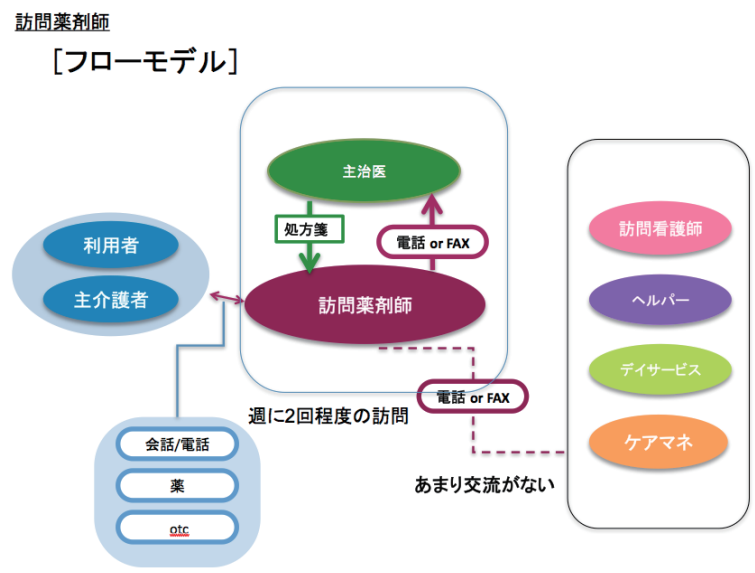 訪問薬剤師
［フローモデル］
主治医
処方箋
電話 or FAX
利用者
主介護者
訪問薬剤師
訪問看護師
ヘルパー
デイサービス
ケアマネ
電話 or FAX
週に2回程度の訪問
あまり交流がない
会話/電話
薬
otc